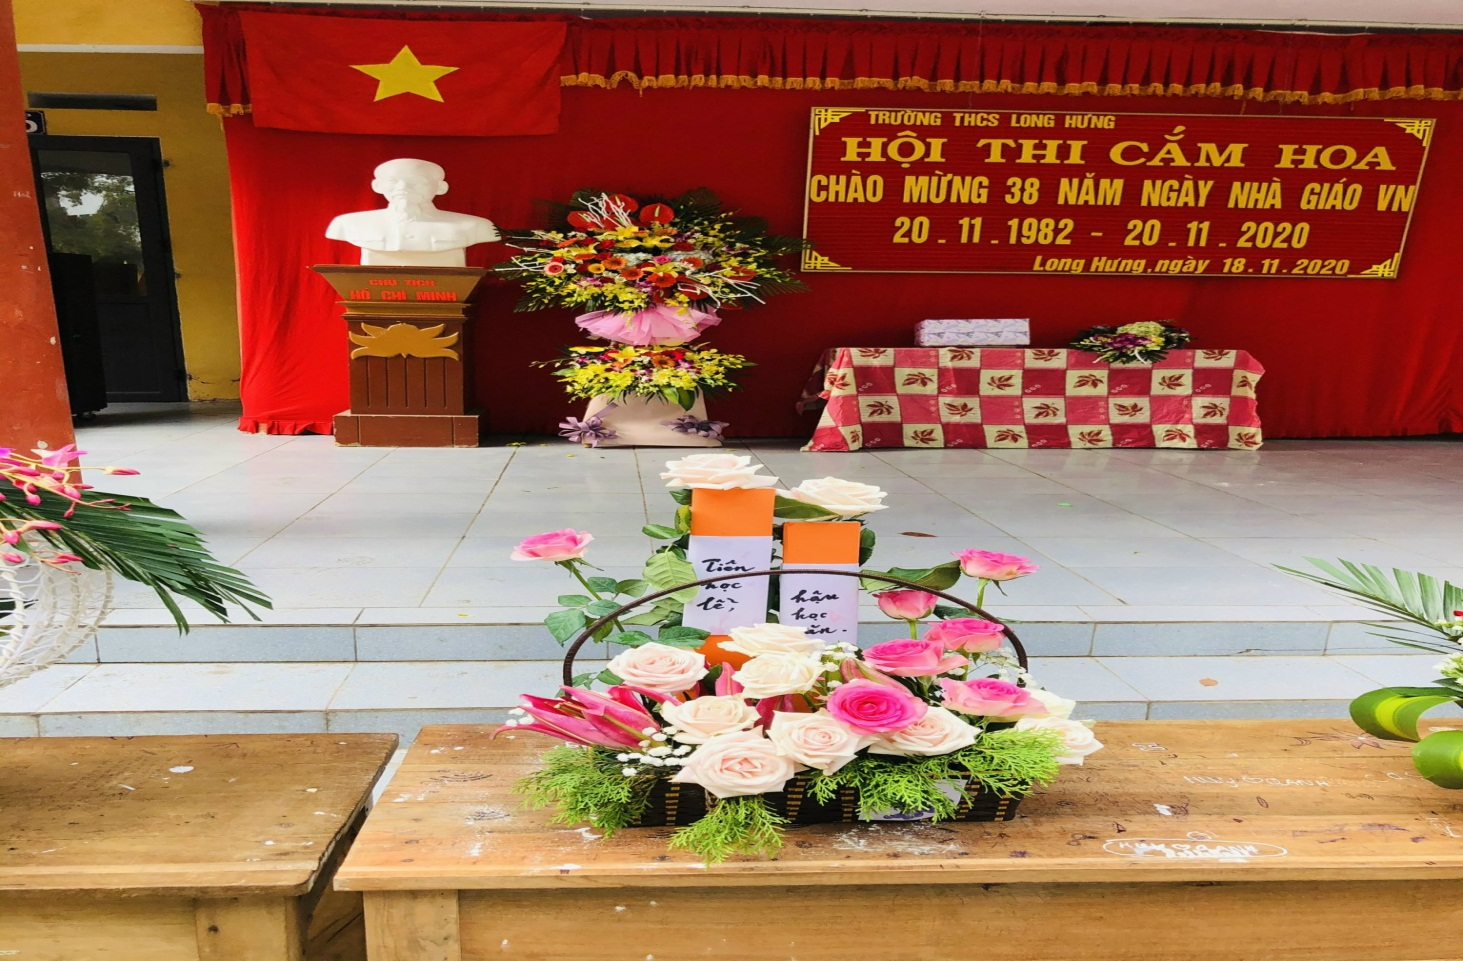 TRƯỜNG THCS LONG HƯNG
HỘI THI CẮM HOA
CHÀO MỪNG 38 NĂM NGÀY NHÀ GIÁO VN
20.11.1982 - 20.11.2020
Long Hưng, ngày 18.11.2020
CHỦ TỊCH
HỒ CHÍ MINH
Tiên
học
lễ,
hậu
học
văn.